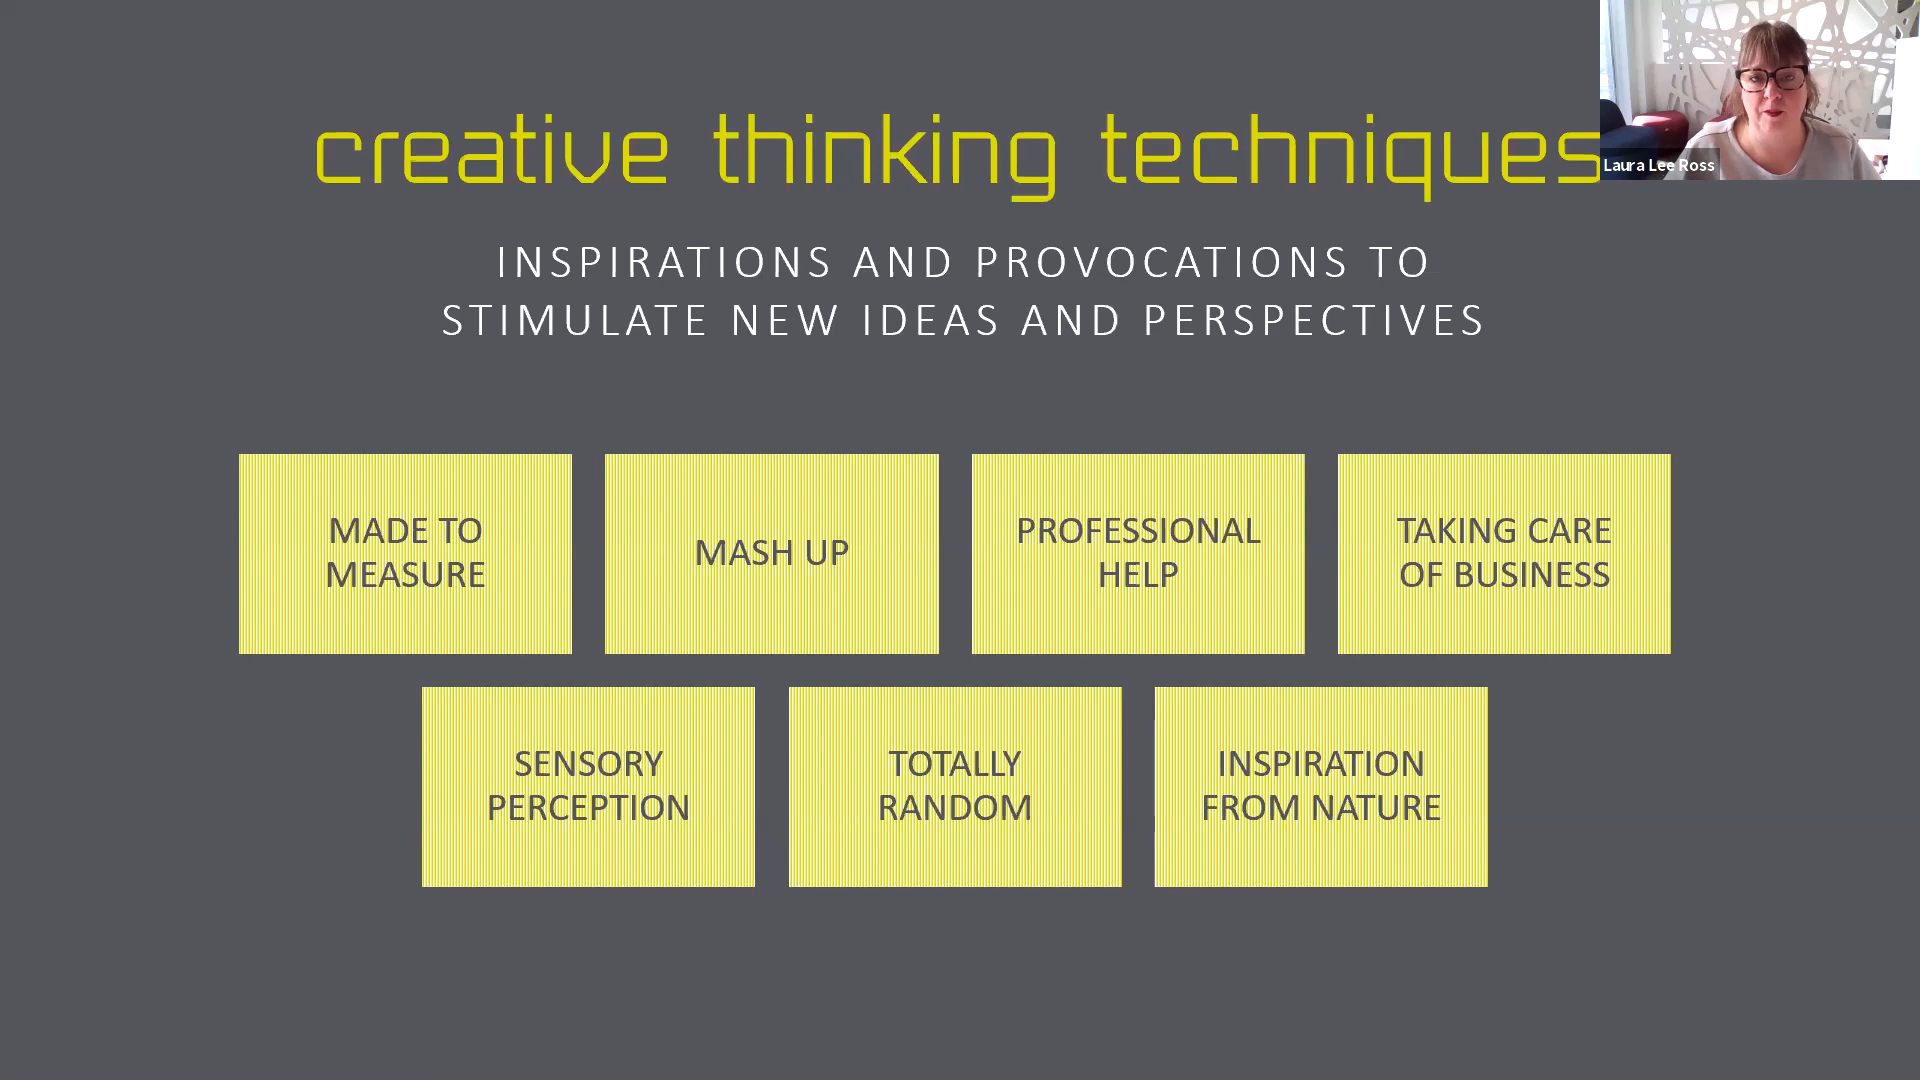 creative thinking techniques
Laura Lee Ross
INSPIRATIONS AND PROVOCATIONS TO
STIMULATE NEW IDEAS AND PERSPECTIVES
MADE TO
MEASURE
MASH UP
PROFESSIONAL
HELP
TAKING CARE
OF BUSINESS
SENSORY
PERCEPTION
TOTALLY
RANDOM
INSPIRATION
FROM NATURE